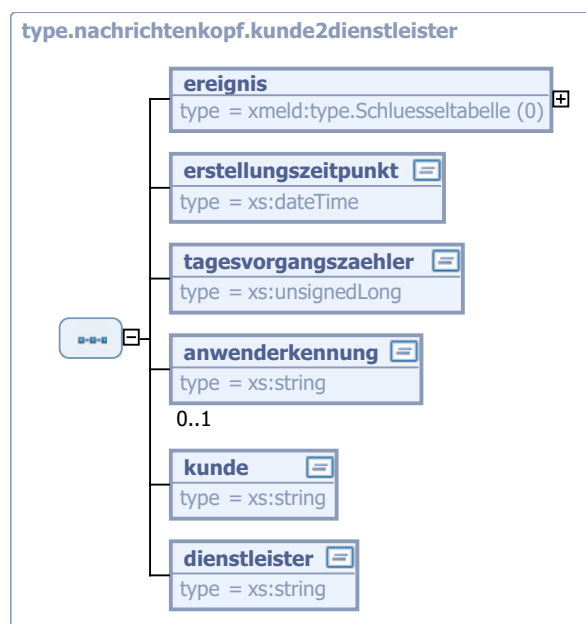 type.nachrichtenkopf.kunde2dienstleister
ereignis
type = xmeld:type.Schluesseltabelle (0)
erstellungszeitpunkt
type = xs:dateTime
tagesvorgangszaehler
type = xs:unsignedLong
anwenderkennung
type = xs:string
0..1
kunde
type = xs:string
dienstleister
type = xs:string